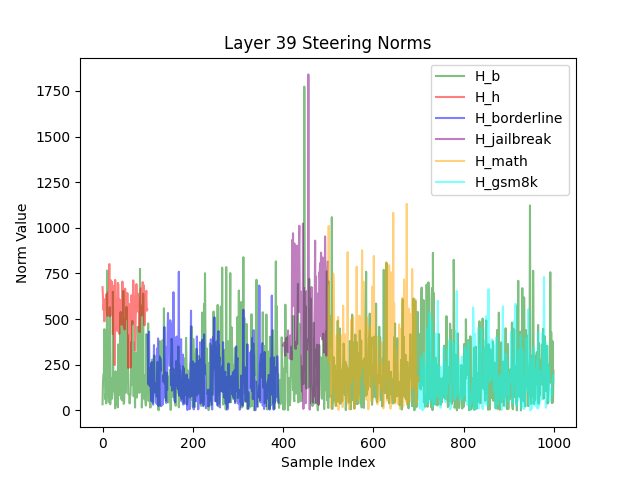 Layer 39 Steering Norms
H_b
H_h
H_borderline
H_jailbreak
H_math
H_gsm8k
Norm Value
1750
1500
1250
1000
750
500
250
0
0 200 400 600 800 1000
Sample Index